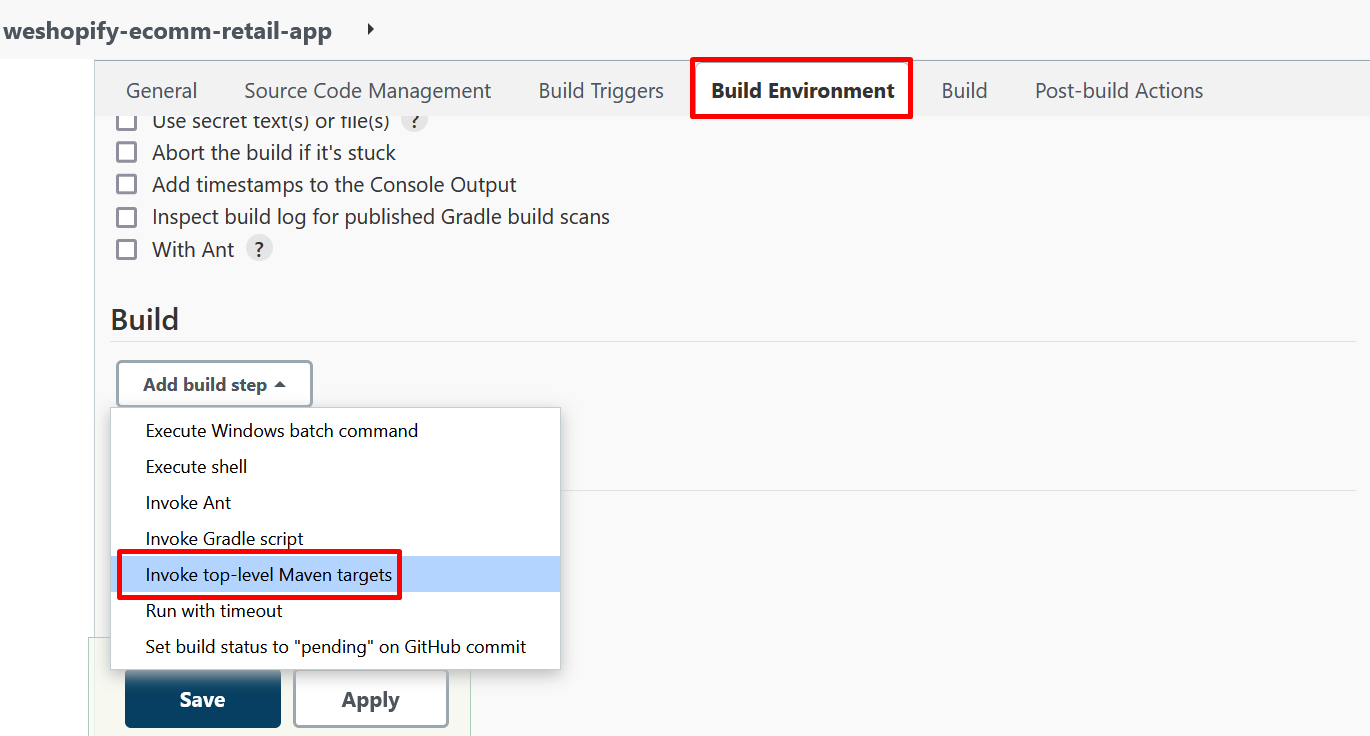 weshopify-ecomm-retail-app
General Source Code Management Build Triggers Build Environment Build Post-build Actions
Use secret text(s) or file(s) ?
Abort the build if it's stuck
Add timestamps to the Console Output
Inspect build log for published Gradle build scans
With Ant ?
Build
Add build step
Execute Windows batch command
Execute shell
Invoke Ant
Invoke Gradle script
Invoke top-level Maven targets
Run with timeout
Set build status to "pending" on GitHub commit
Save Apply